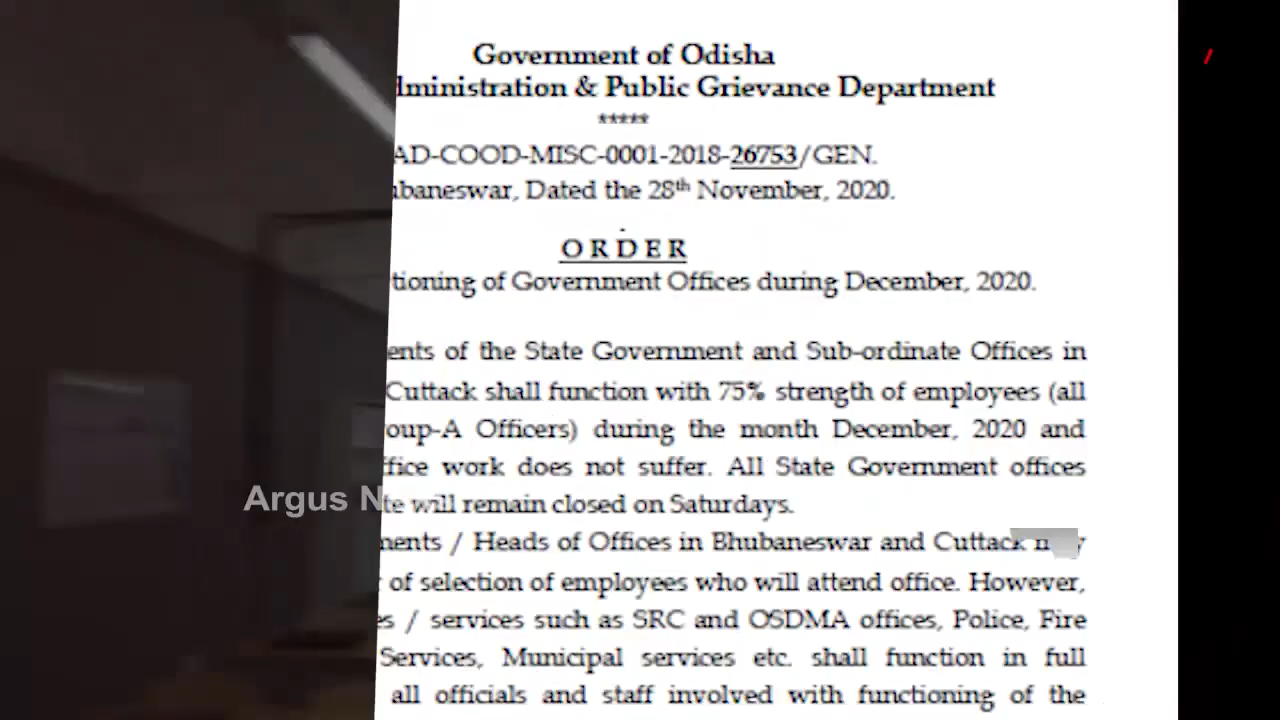 Government of Odisha
dministration & Public Grievance Department
*****
AD-COOD-MISC-0001-2018-26753/GEN.
ubaneswar, Dated the 28th November, 2020.
ORDER
tioning of Government Offices during December, 2020.
ents of the State Government and Sub-ordinate Offices in
Cuttack shall function with 75% strength of employees (all
oup-A Officers) during the month December, 2020 and
ffice work does not suffer. All State Government offices
Argus N
te will remain closed on Saturdays.
nents / Heads of Offices in Bhubaneswar and Cuttack
of selection of employees who will attend office. However,
es / services such as SRC and OSDMA offices, Police, Fire
Services, Municipal services etc. shall function in full
all officials and staff involved with functioning of the